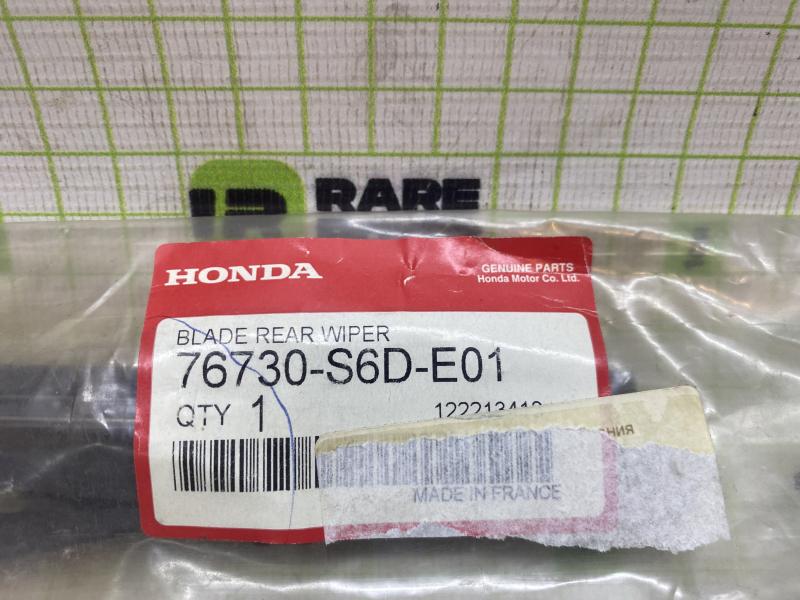 RARE
HONDA
GENUINE PARTS
Honda Motor Co. Ltd.
BLADE REAR WIPER
76730-S6D-E01
QTY 1
MADE IN FRANCE